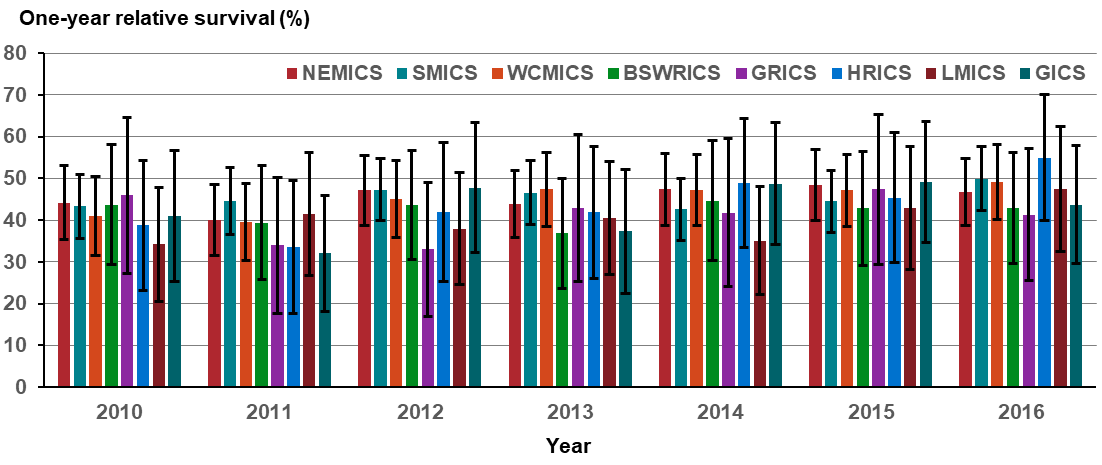 One-year relative survival (%)
80
NEMICS SMICS WCMICS BSWRICS GRICS HRICS LMICS GICS
70
60
50
40
30
20
10
0
2010 2011 2012 2013 2014 2015 2016
Year